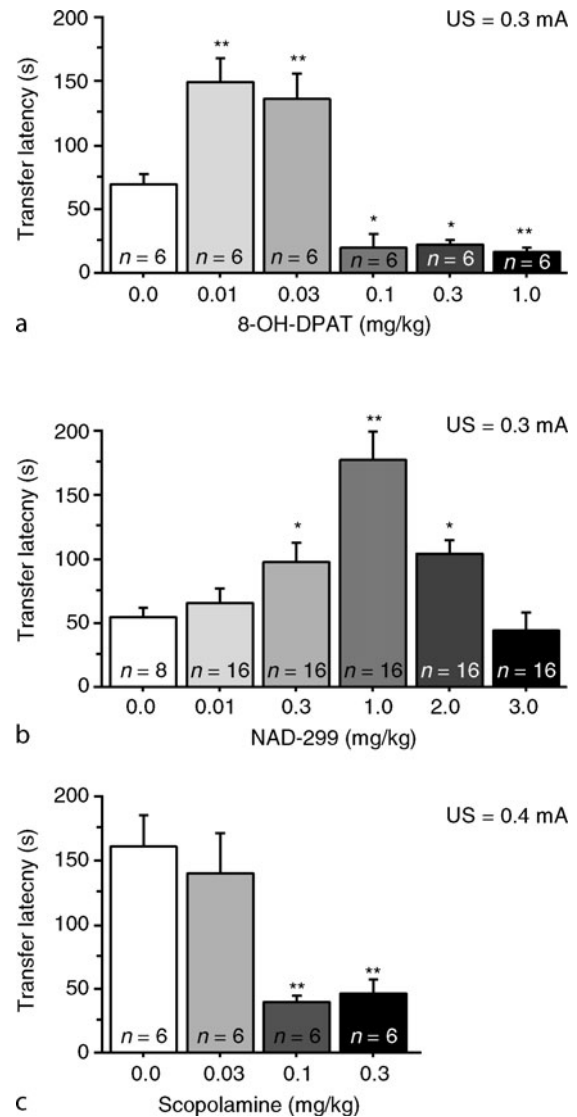 US = 0.3 mA
Transfer latency (s)
200
150
100
50
0
** ** * * **
n = 6 n = 6 n = 6 n = 6 n = 6 n = 6
0.0 0.01 0.03 0.1 0.3 1.0
a
8-OH-DPAT (mg/kg)
US = 0.3 mA
Transfer latecny (s)
200
150
100
50
0
* ** *
n = 8 n = 16 n = 16 n = 16 n = 16 n = 16
0.0 0.01 0.3 1.0 2.0 3.0
b
NAD-299 (mg/kg)
US = 0.4 mA
Transfer latecny (s)
200
150
100
50
0
** **
n = 6 n = 6 n = 6 n = 6
0.0 0.03 0.1 0.3
c
Scopolamine (mg/kg)